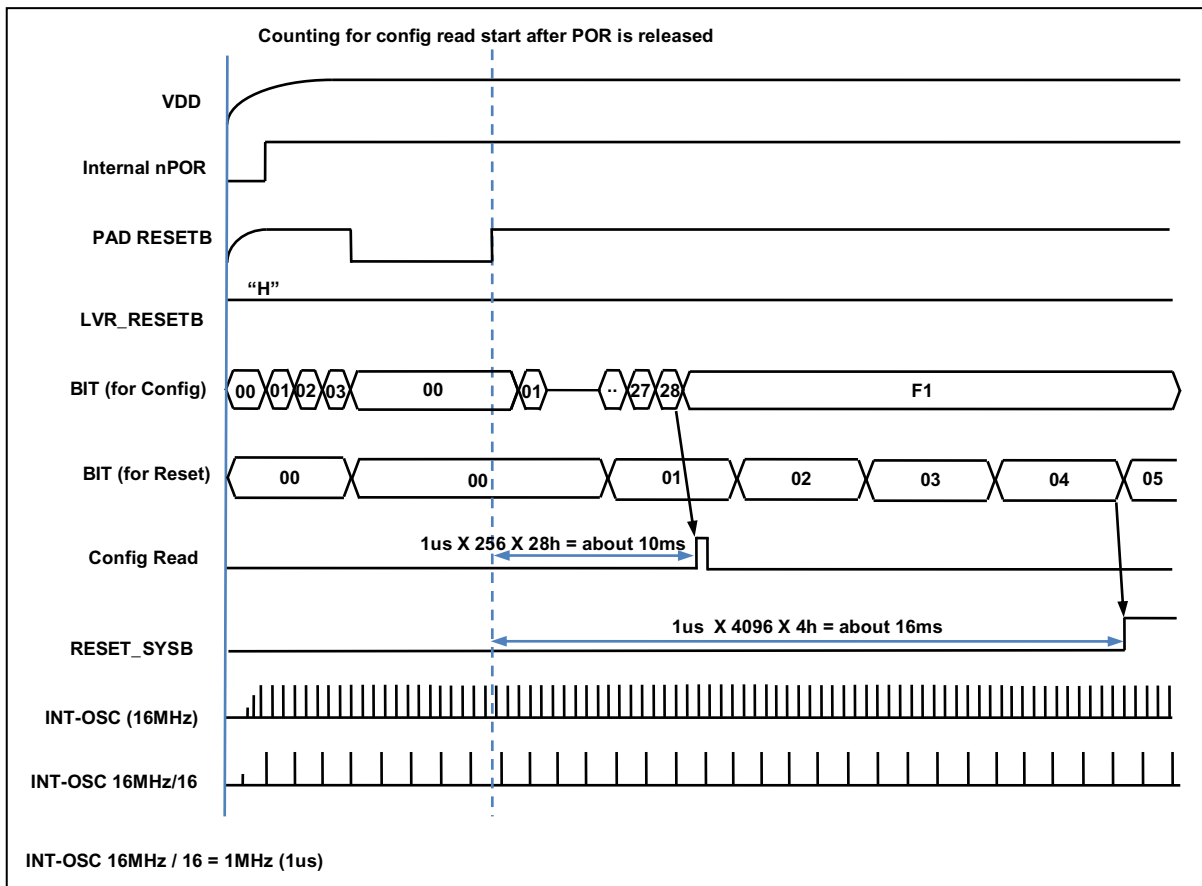 Counting for config read start after POR is released
VDD
Internal nPOR
PAD RESETB
“H”
LVR_RESETB
BIT (for Config) 00 01 02 03 00 01 .. 27 28 F1
BIT (for Reset) 00 00 01 02 03 04 05
1us X 256 X 28h = about 10ms
Config Read
1us X 4096 X 4h = about 16ms
RESET_SYSB
INT-OSC (16MHz)
INT-OSC 16MHz/16
INT-OSC 16MHz / 16 = 1MHz (1us)